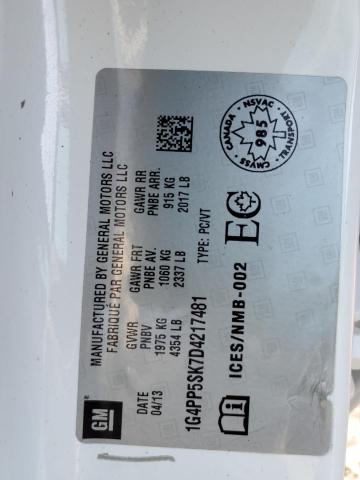 GM
MANUFACTURED BY GENERAL MOTORS LLC
FABRIQUÉ PAR GENERAL MOTORS LLC
DATE
04/13
GVWR
PNBV
1975 KG
4354 LB
GAWR FRT
PNBE AV.
1060 KG
2337 LB
GAWR RR
PNBE ARR.
915 KG
2017 LB
1G4PP5SK7D4217481
TYPE: PC/VT
ICES/NMB-002
CANADA NSVAC
985
CMVSS TRANSPORT